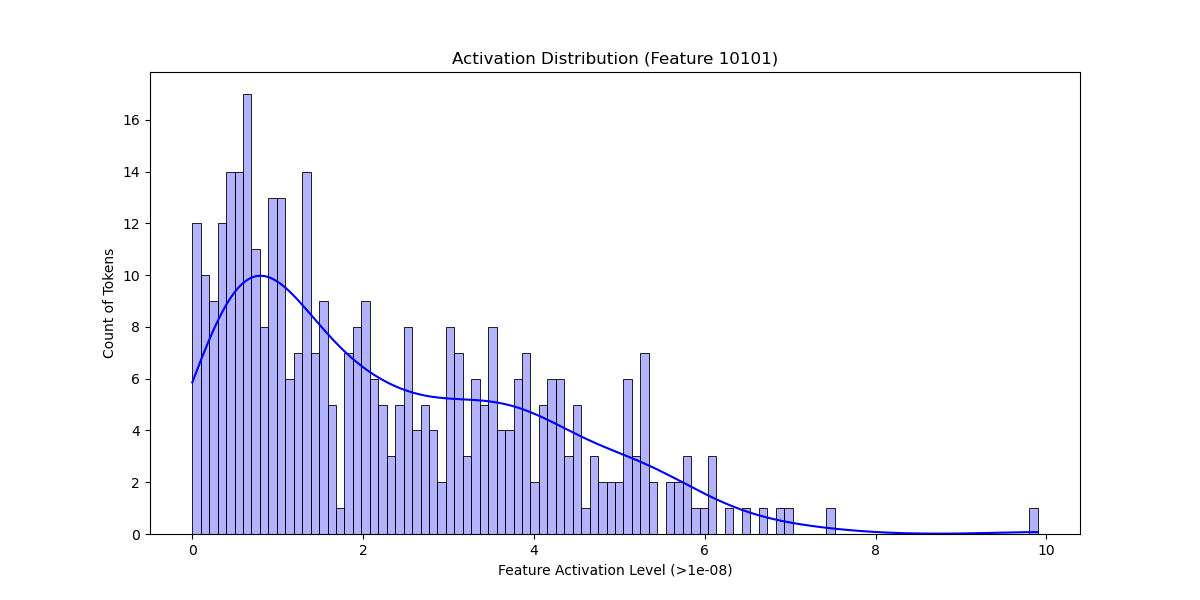 Activation Distribution (Feature 10101)
Count of Tokens
16
14
12
10
8
6
4
2
0
0 2 4 6 8 10
Feature Activation Level (>1e-08)